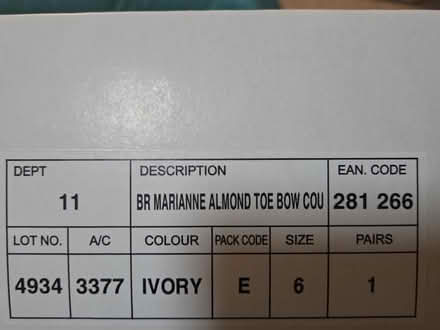 DEPT DESCRIPTION EAN. CODE
11 BR MARIANNE ALMOND TOE BOW COU 281 266
LOT NO. A/C COLOUR PACK CODE SIZE PAIRS
4934 3377 IVORY E 6 1